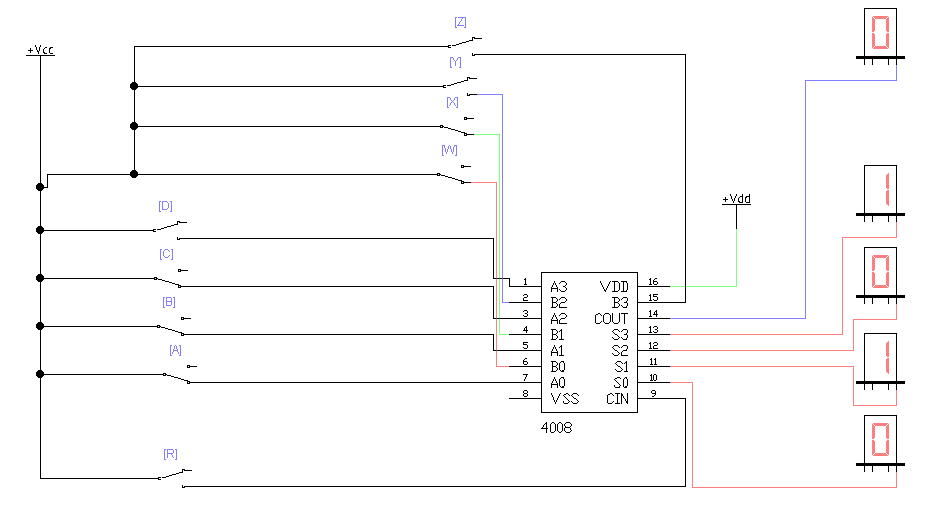 [Z]
0
+Vcc
[Y]
[X]
[W]
1
+Vdd
[D]
[C]
0
1 A3 VDD 16
[B]
2 B2 B3 15
3 A2 COUT 14
4 B1 S3 13
[A]
5 A1 S2 12
1
6 B0 S1 11
7 A0 S0 10
8 VSS CIN 9
4008
0
[R]